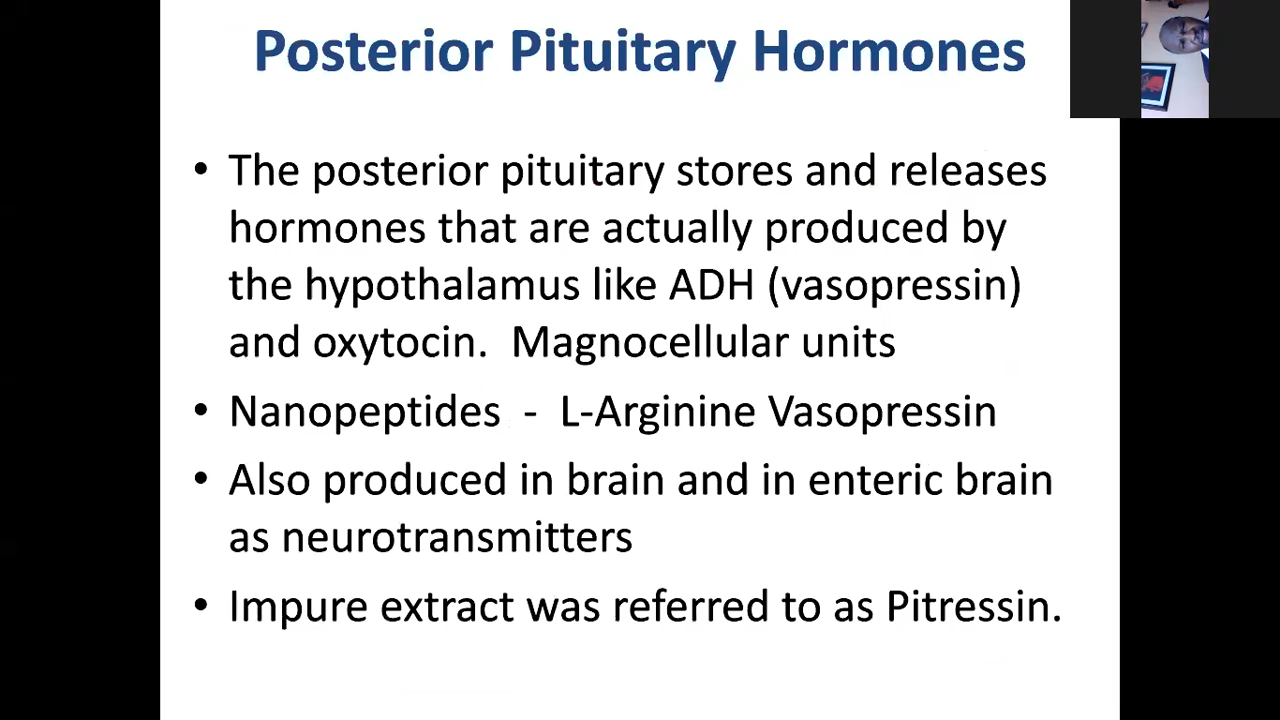 Posterior Pituitary Hormones
• The posterior pituitary stores and releases
hormones that are actually produced by
the hypothalamus like ADH (vasopressin)
and oxytocin.  Magnocellular units
• Nanopeptides  -  L-Arginine Vasopressin
• Also produced in brain and in enteric brain
as neurotransmitters
• Impure extract was referred to as Pitressin.